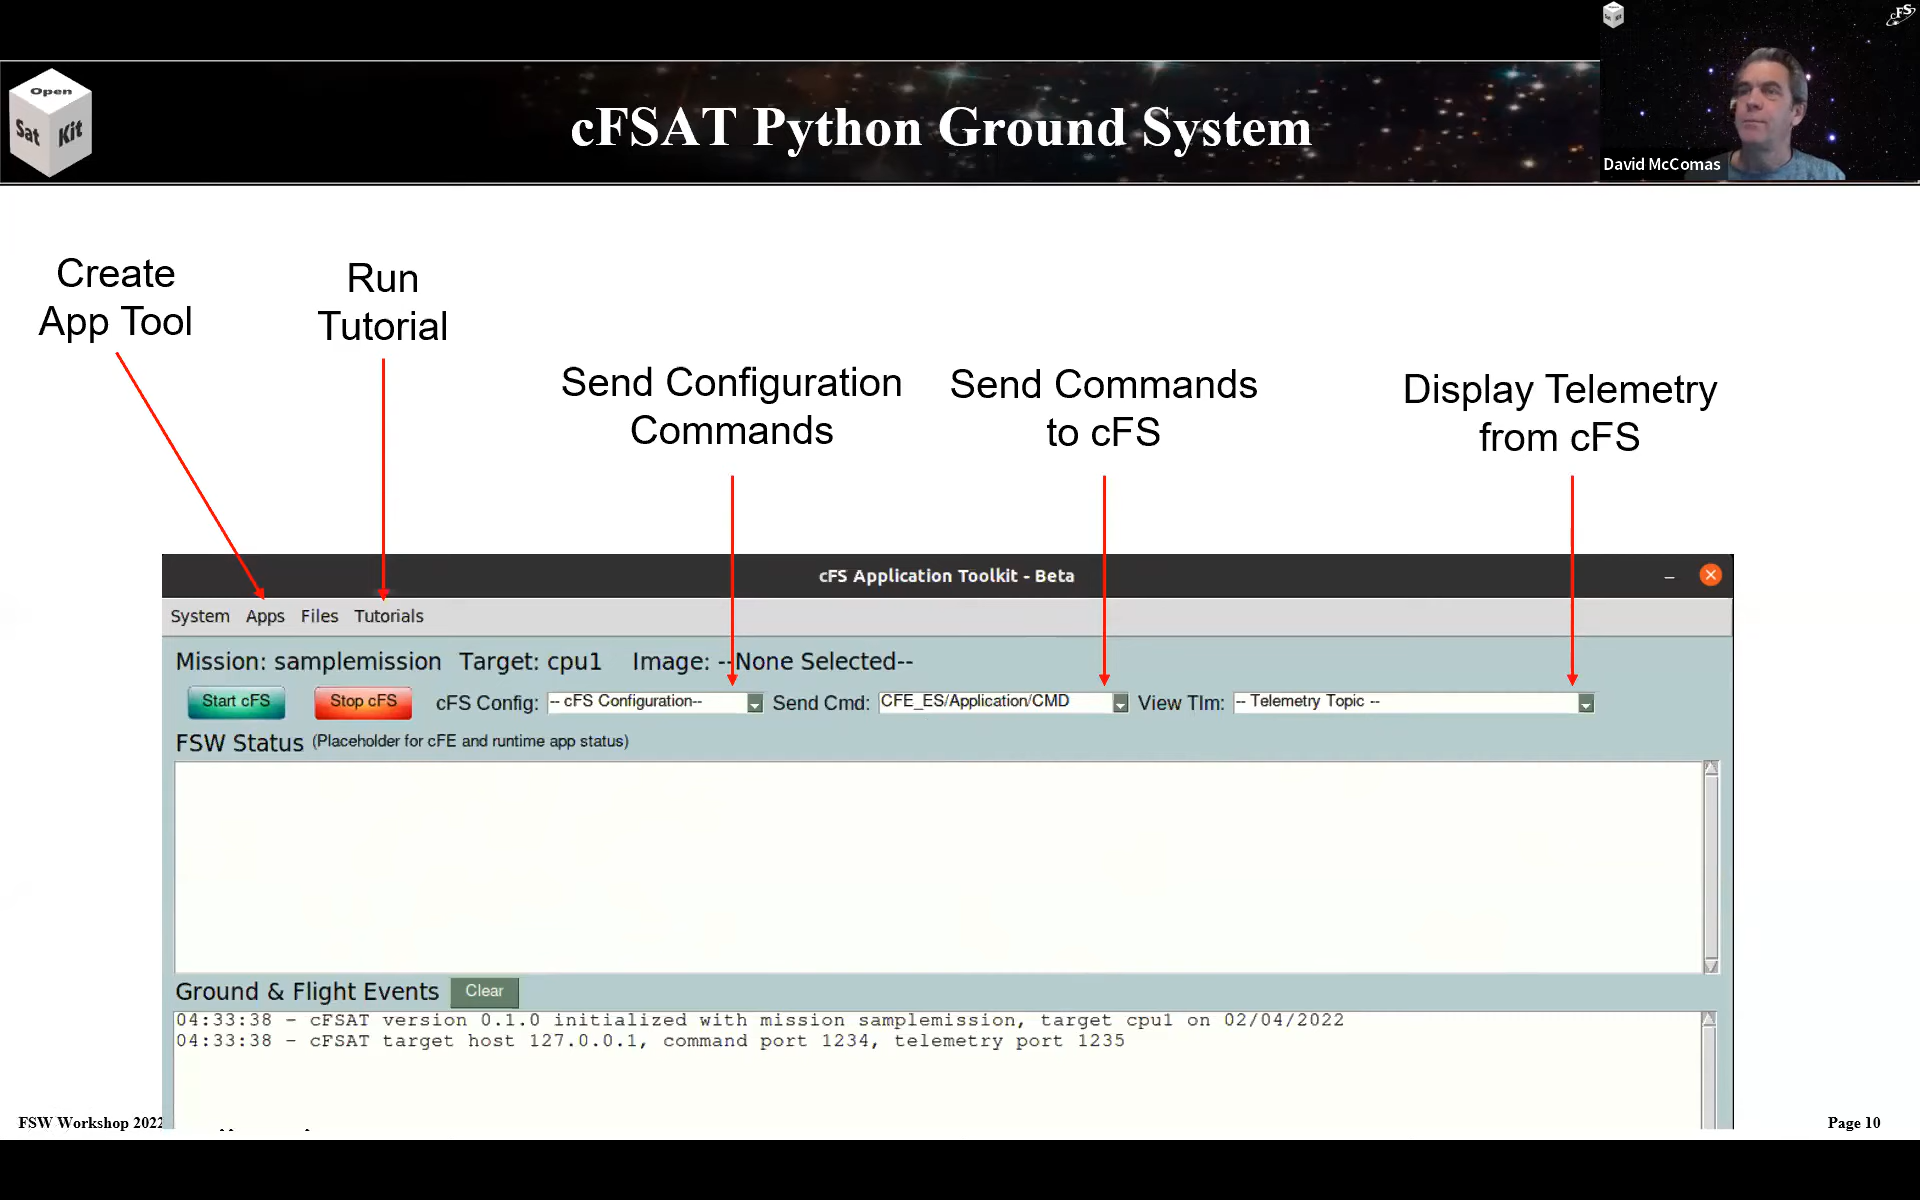 Open
Sat Kit
cFS
cFSAT Python Ground System
David McComas
Create
App Tool
Run
Tutorial
Send Configuration
Commands
Send Commands
to cFS
Display Telemetry
from cFS
cFS Application Toolkit - Beta
System Apps Files Tutorials
Mission: samplemission Target: cpu1 Image: --None Selected--
Start cFS Stop cFS cFS Config: -- cFS Configuration-- Send Cmd: CFE_ES/Application/CMD View Tlm: -- Telemetry Topic --
FSW Status (Placeholder for cFE and runtime app status)
Ground & Flight Events Clear
04:33:38 - cFSAT version 0.1.0 initialized with mission samplemission, target cpu1 on 02/04/2022
04:33:38 - cFSAT target host 127.0.0.1, command port 1234, telemetry port 1235
FSW Workshop 2022
Page 10